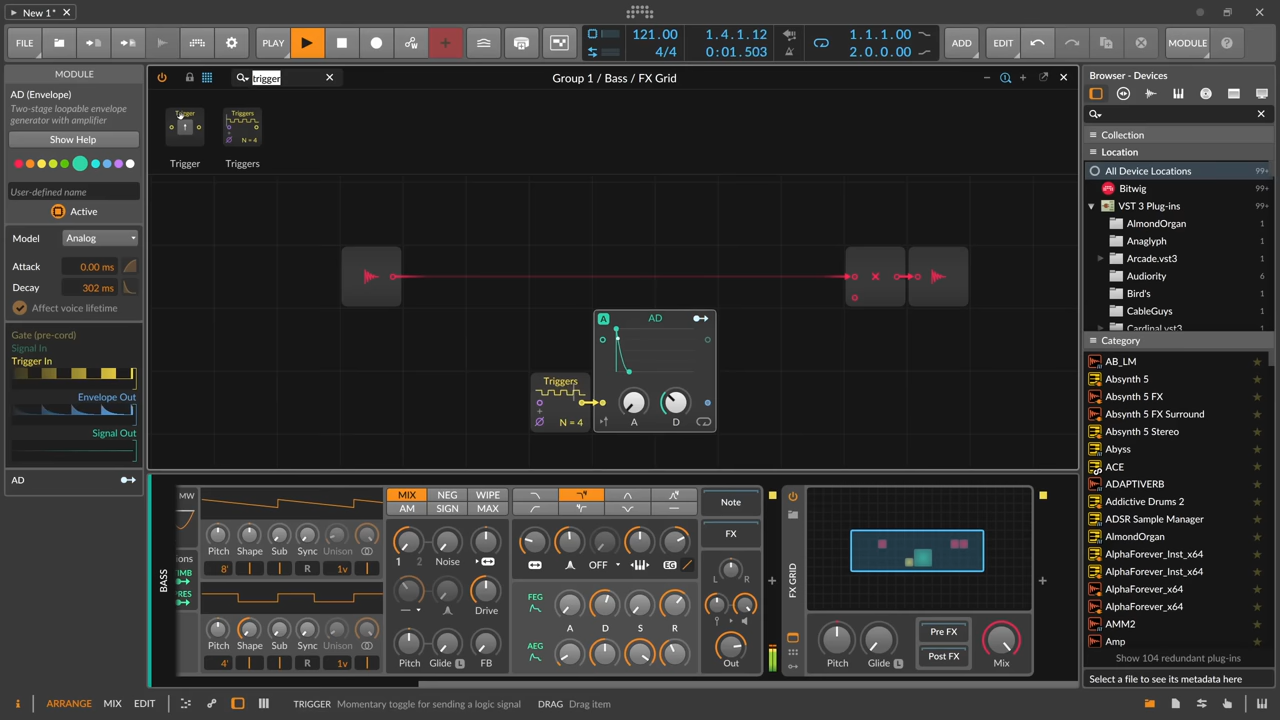 New 1*
FILE
PLAY
121.00
4/4
1.4.1.12
0:01.503
1.1.1.00
2.0.0.00
ADD
EDIT
MODULE
MODULE
AD (Envelope)
Two-stage loopable envelope
generator with amplifier
Show Help
User-defined name
Active
Model
Analog
Attack
0.00 ms
Decay
302 ms
Affect voice lifetime
Gate (pre-cord)
Signal In
Trigger In
Envelope Out
Signal Out
AD
trigger
Group 1 / Bass / FX Grid
Trigger
Triggers
N = 4
Trigger
Triggers
A
AD
Triggers
N = 4
A
D
BASS
MW
ions
IMB
PRES
Pitch
Shape
Sub
Sync
Unison
8'
R
1v
Pitch
Shape
Sub
Sync
Unison
4'
R
1v
MIX
NEG
WIPE
AM
SIGN
MAX
1
2
Noise
Drive
Pitch
Glide
L
FB
OFF
EG
FEG
A
D
S
R
AEG
Note
FX
L
R
Out
FX GRID
Pitch
Glide
L
Pre FX
Post FX
Mix
Browser - Devices
Collection
Location
All Device Locations
99+
Bitwig
99+
VST 3 Plug-ins
99+
AlmondOrgan
1
Anaglyph
1
Arcade.vst3
2
Audiority
6
Bird's
1
CableGuys
1
Cardinal.vst3
Category
AB_LM
Absynth 5
Absynth 5 FX
Absynth 5 FX Surround
Absynth 5 Stereo
Abyss
ACE
ADAPTIVERB
Addictive Drums 2
ADSR Sample Manager
AlmondOrgan
AlphaForever_Inst_x64
AlphaForever_Inst_x64
AlphaForever_x64
AlphaForever_x64
AMM2
Amp
Show 104 redundant plug-ins
Select a file to see its metadata here
i
ARRANGE
MIX
EDIT
TRIGGER
Momentary toggle for sending a logic signal
DRAG
Drag item